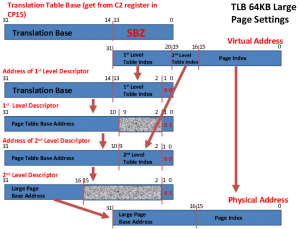 Translation Table Base (get from C2 register in
CP15)
TLB 64KB Large
Page Settings
31 14 13 0
Translation Base SBZ
Virtual Address
31 20 19 16 15 0
1st Level
Table Index
2nd Level
Table Index
Page Index
Address of 1st Level Descriptor
31 14 13 2 1 0
Translation Base
1st Level
Table Index
0 0
1st Level Descriptor
31 10 9 2 1 0
Page Table Base Address
0 1
Address of 2nd Level Descriptor
31 10 9 2 1 0
Page Table Base Address
2nd Level
Table Index
0 0
2nd Level Descriptor
31 16 15 2 1 0
Large Page
Base Address
0 1
Physical Address
31 16 15 0
Large Page
Base Address
Page Index